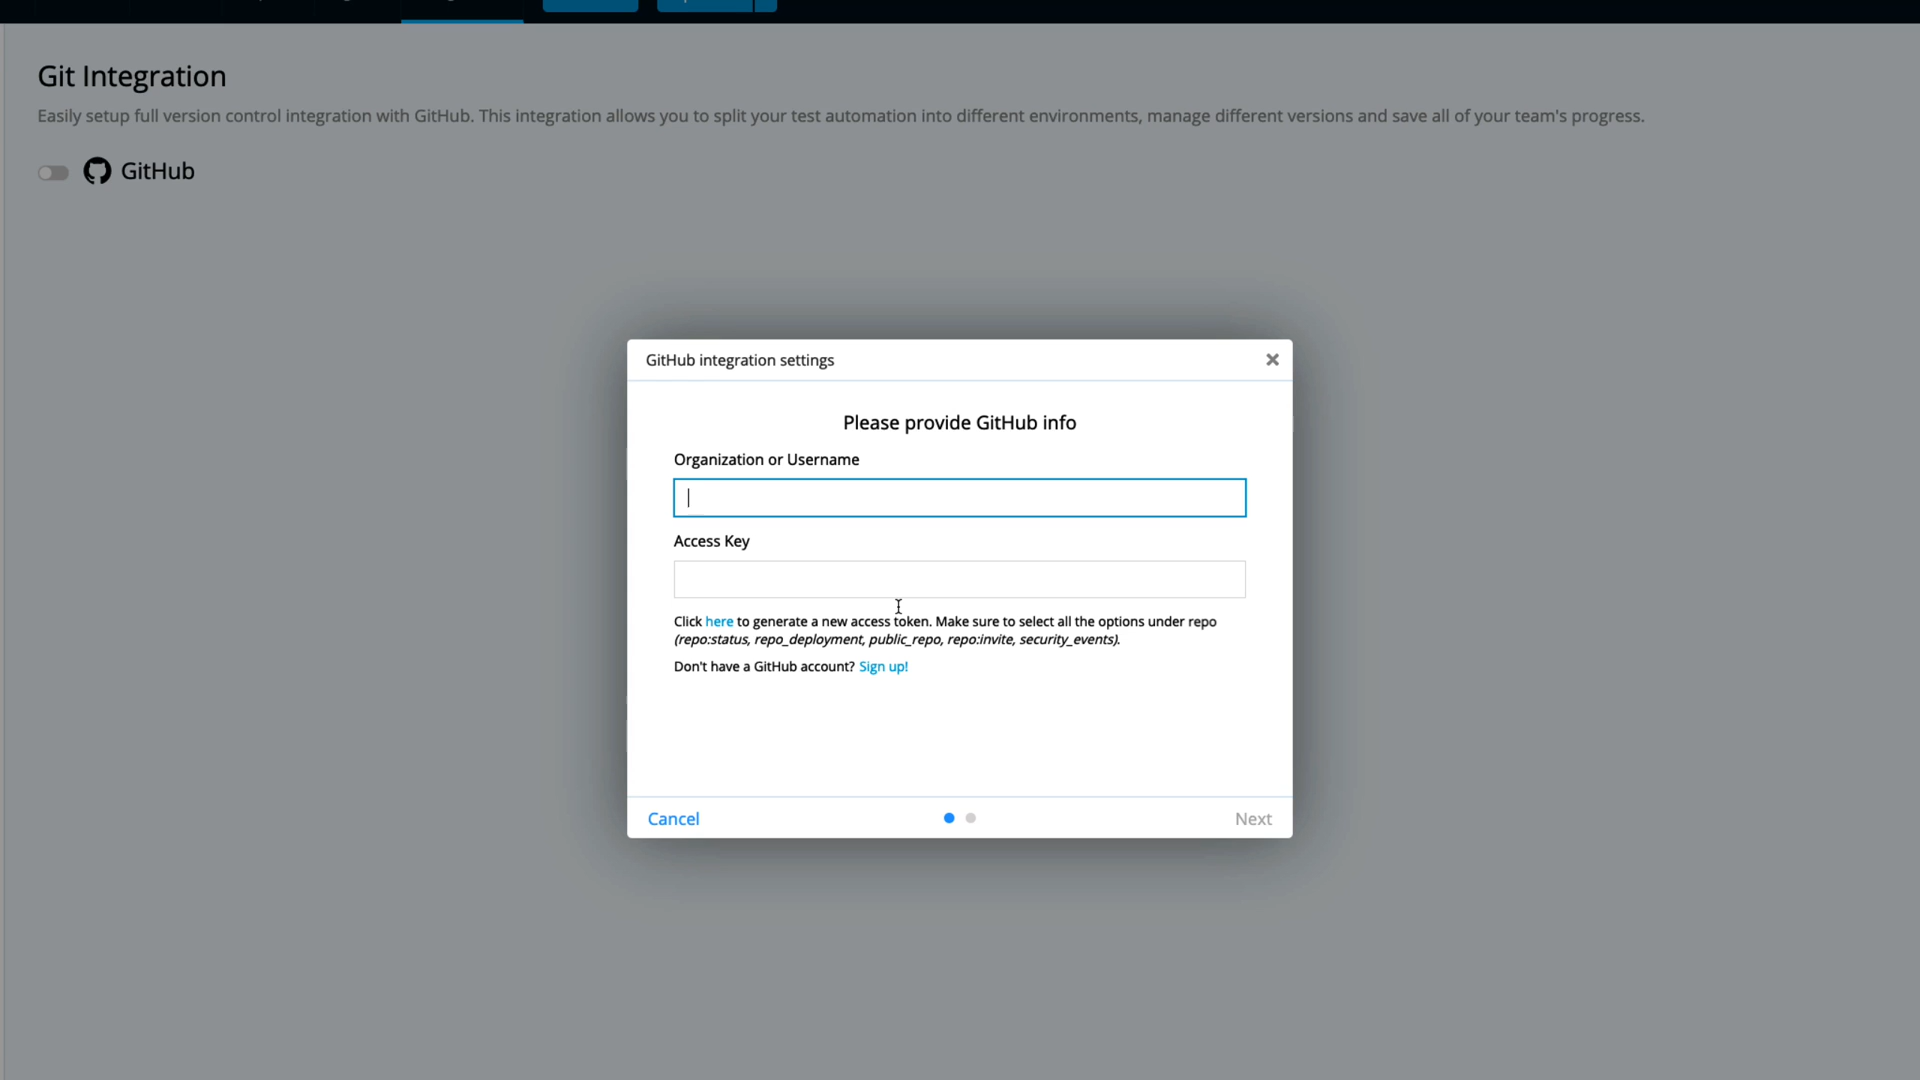 Git Integration
Easily setup full version control integration with GitHub. This integration allows you to split your test automation into different environments, manage different versions and save all of your team's progress.
GitHub
GitHub integration settings
Please provide GitHub info
Organization or Username
Access Key
Click here to generate a new access token. Make sure to select all the options under repo
(repo:status, repo_deployment, public_repo, repo:invite, security_events).
Don't have a GitHub account? Sign up!
Cancel
Next